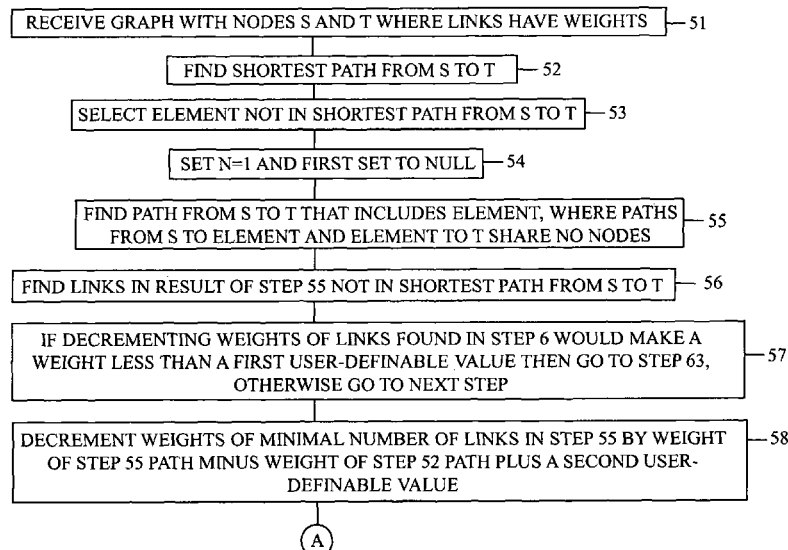 RECEIVE GRAPH WITH NODES S AND T WHERE LINKS HAVE WEIGHTS 51
FIND SHORTEST PATH FROM S TO T 52
SELECT ELEMENT NOT IN SHORTEST PATH FROM S TO T 53
SET N=1 AND FIRST SET TO NULL 54
FIND PATH FROM S TO T THAT INCLUDES ELEMENT, WHERE PATHS
FROM S TO ELEMENT AND ELEMENT TO T SHARE NO NODES 55
FIND LINKS IN RESULT OF STEP 55 NOT IN SHORTEST PATH FROM S TO T 56
IF DECREMENTING WEIGHTS OF LINKS FOUND IN STEP 6 WOULD MAKE A
WEIGHT LESS THAN A FIRST USER-DEFINABLE VALUE THEN GO TO STEP 63, 57
OTHERWISE GO TO NEXT STEP
DECREMENT WEIGHTS OF MINIMAL NUMBER OF LINKS IN STEP 55 BY WEIGHT 58
OF STEP 55 PATH MINUS WEIGHT OF STEP 52 PATH PLUS A SECOND USER-
DEFINABLE VALUE
A